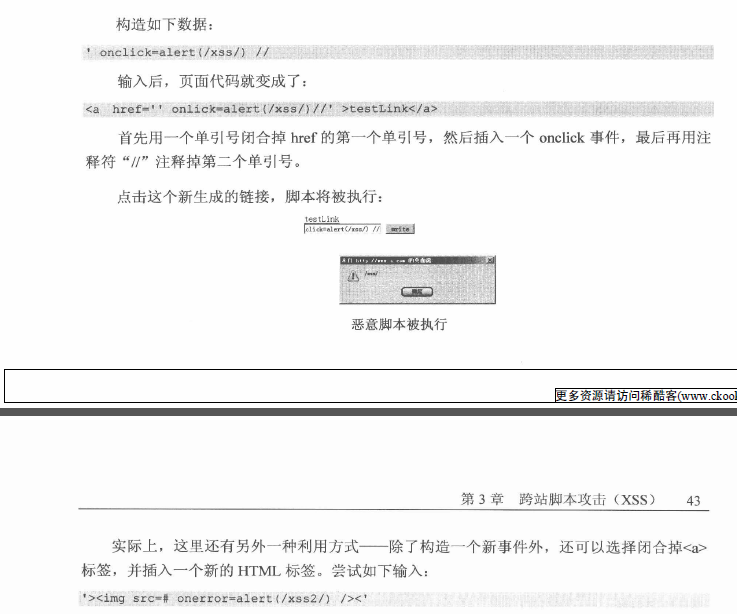 构造如下数据：
' onclick=alert(/xss/) //
输入后，页面代码就变成了：
<a href='' onlick=alert(/xss/)//' >testLink</a>
首先用一个单引号闭合掉 href 的第一个单引号，然后插入一个 onclick 事件，最后再用注
释符“//”注释掉第二个单引号。
点击这个新生成的链接，脚本将被执行：
testLink
click=alert(/xss/) // write
/xss/
确定
恶意脚本被执行
更多资源请访问稀酷客(www.ckook
第 3 章 跨站脚本攻击（XSS） 43
实际上，这里还有另外一种利用方式——除了构造一个新事件外，还可以选择闭合掉<a>
标签，并插入一个新的 HTML 标签。尝试如下输入：
'><img src=# onerror=alert(/xss2/) /><'